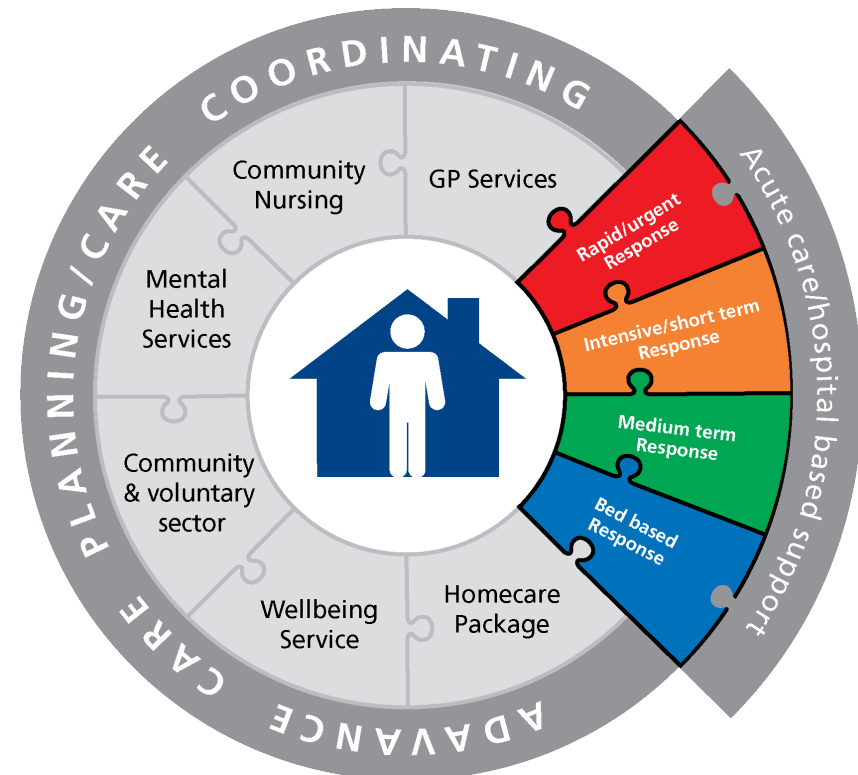 ADAVANCE CARE PLANNING/CARE COORDINATING
Community
Nursing
GP Services
Mental
Health
Services
Community
& voluntary
sector
Wellbeing
Service
Homecare
Package
Rapid/urgent
Response
Intensive/short term
Response
Medium term
Response
Bed based
Response
Acute care/hospital based support